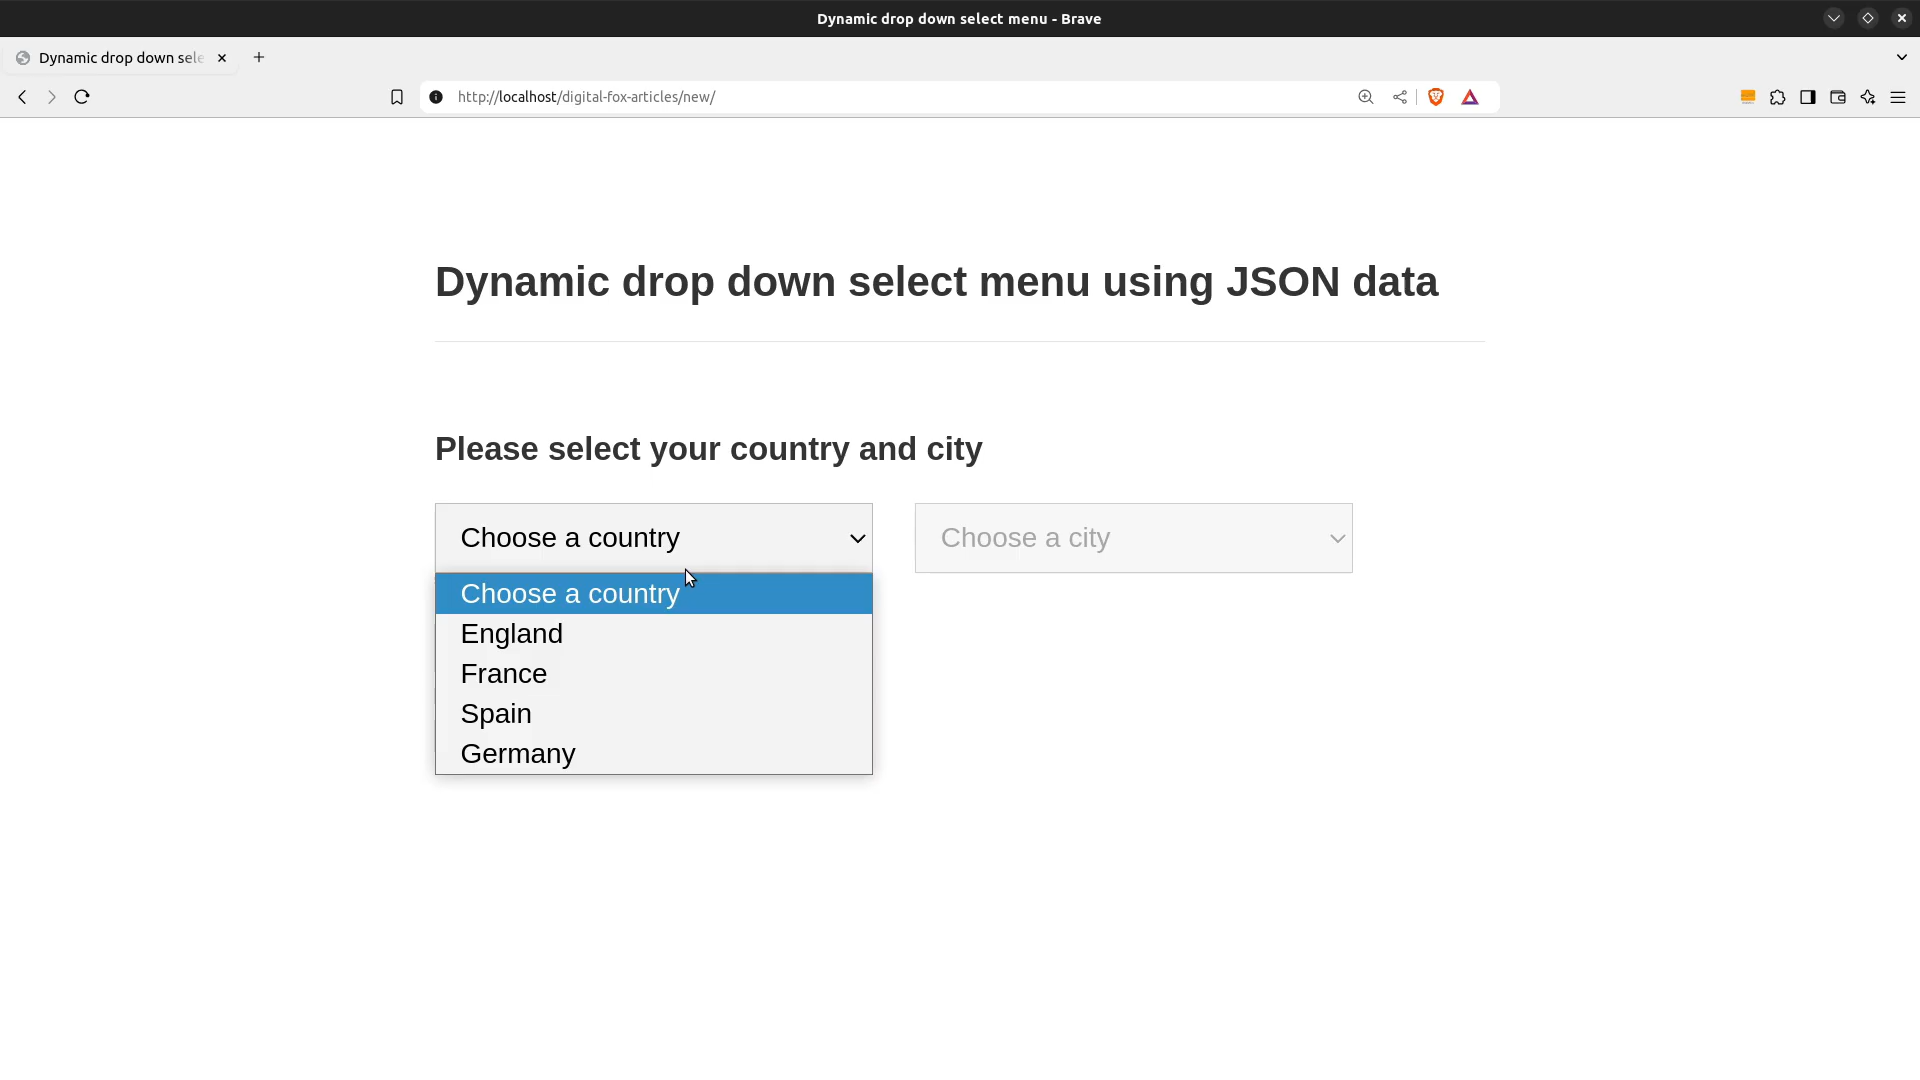 Dynamic drop down select menu - Brave
Dynamic drop down sele
http://localhost/digital-fox-articles/new/
Dynamic drop down select menu using JSON data
Please select your country and city
Choose a country
Choose a city
Choose a country
England
France
Spain
Germany